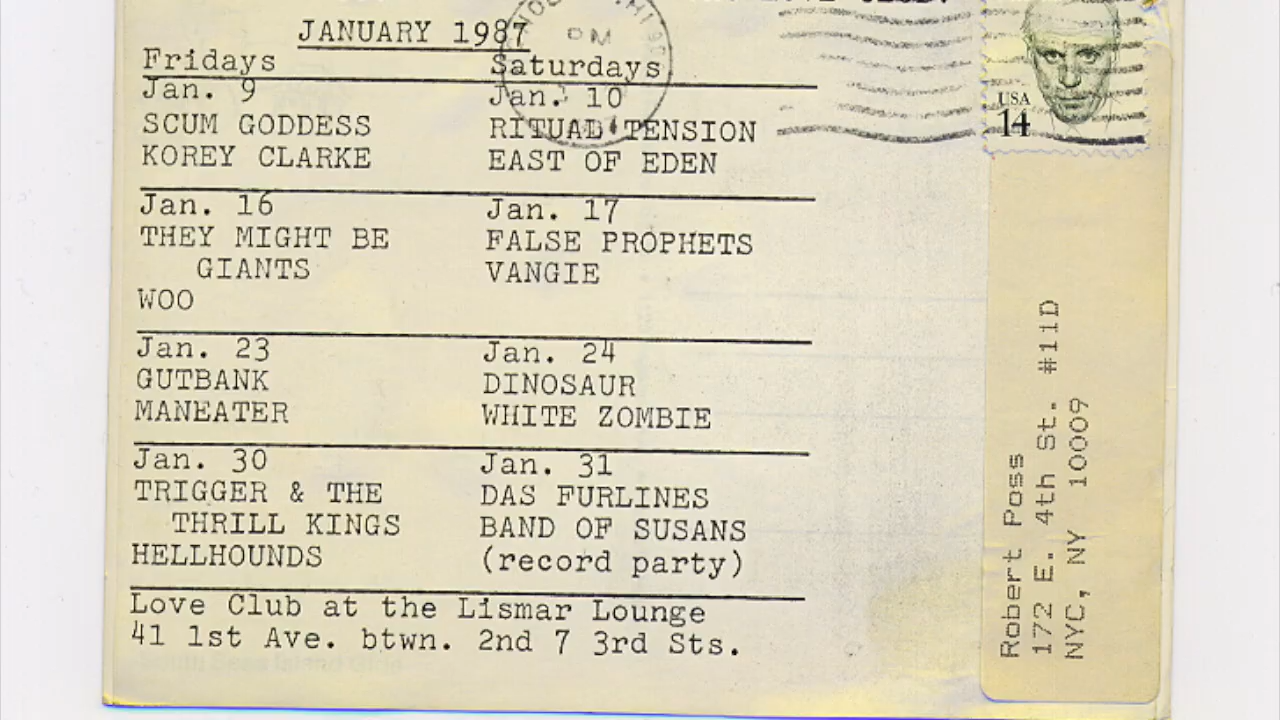 JANUARY 1987
Fridays Saturdays
Jan. 9 Jan. 10
SCUM GODDESS RITUAL TENSION
KOREY CLARKE EAST OF EDEN
Jan. 16 Jan. 17
THEY MIGHT BE FALSE PROPHETS
GIANTS VANGIE
WOO
Jan. 23 Jan. 24
GUTBANK DINOSAUR
MANEATER WHITE ZOMBIE
Jan. 30 Jan. 31
TRIGGER & THE DAS FURLINES
THRILL KINGS BAND OF SUSANS
HELLHOUNDS (record party)
Love Club at the Lismar Lounge
41 1st Ave. btwn. 2nd 7 3rd Sts.
PM
USA
14
Robert Poss
172 E. 4th St. #11D
NYC, NY 10009